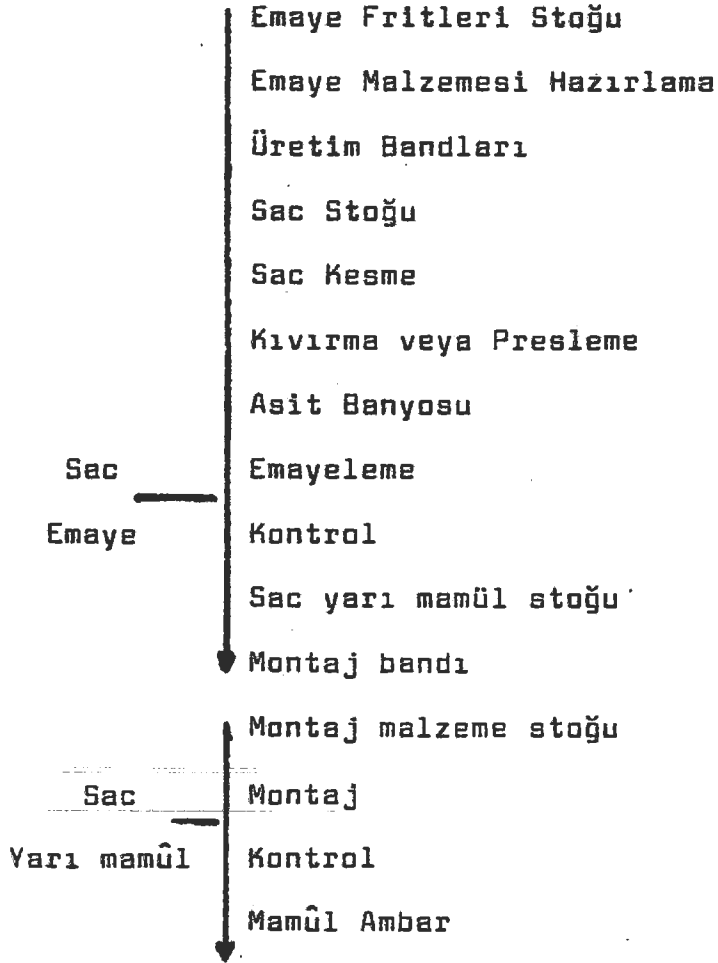 Emaye Fritleri Stoğu
Emaye Malzemesi Hazırlama
Üretim Bandları
Sac Stoğu
Sac Kesme
Kıvırma veya Presleme
Asit Banyosu
Sac
Emayeleme
Emaye
Kontrol
Sac yarı mamül stoğu
Montaj bandı
Montaj malzeme stoğu
Sac
Montaj
Yarı mamûl
Kontrol
Mamûl Ambar